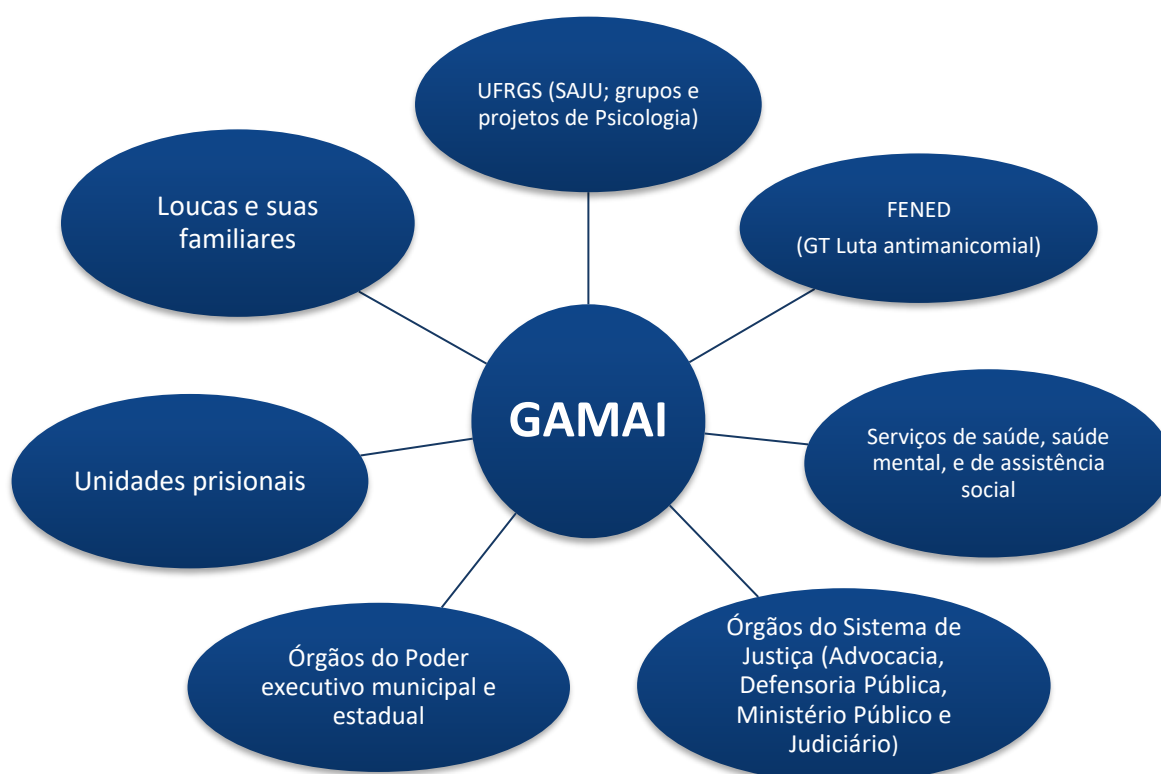 UFRGS (SAJU; grupos e
projetos de Psicologia)
Loucas e suas
familiares
FENED
(GT Luta antimanicomial)
GAMAI
Serviços de saúde, saúde
mental, e de assistência
social
Unidades prisionais
Órgãos do Poder
executivo municipal e
estadual
Órgãos do Sistema de
Justiça (Advocacia,
Defensoria Pública,
Ministério Público e
Judiciário)